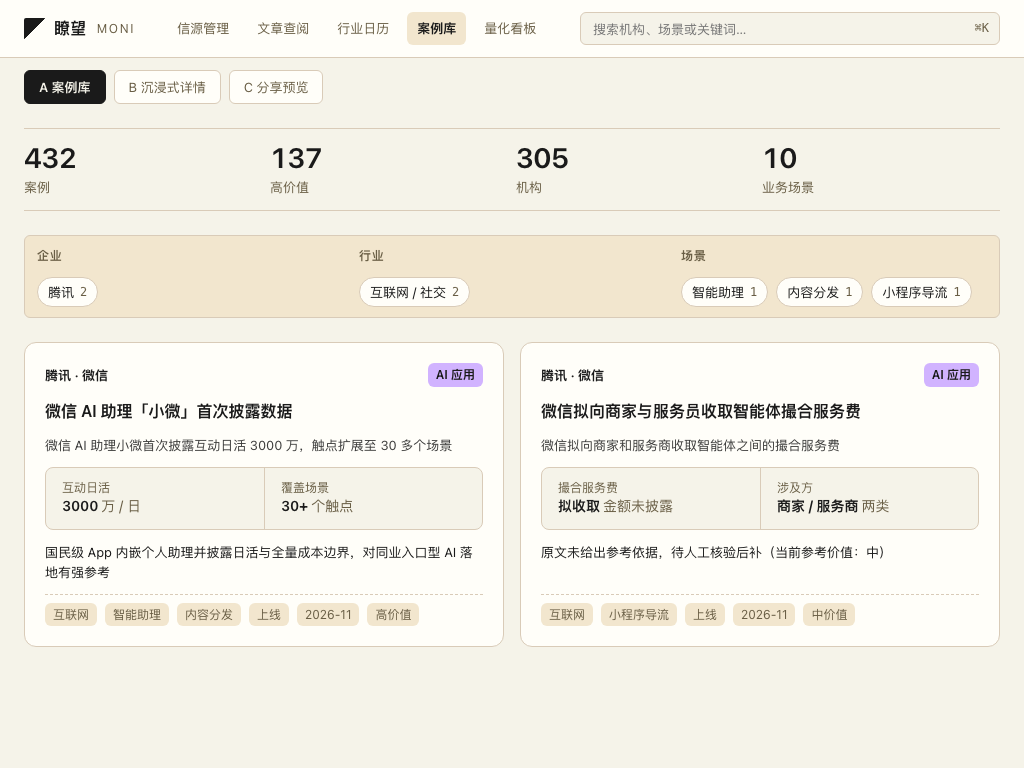 瞭望 MONI 信源管理 文章查阅 行业日历 案例库 量化看板 搜索机构、场景或关键词... ⌘K
A 案例库 B 沉浸式详情 C 分享预览
432 137 305 10
案例 高价值 机构 业务场景
企业 行业 场景
腾讯 2 互联网 / 社交 2 智能助理 1 内容分发 1 小程序导流 1
腾讯 · 微信 AI 应用
微信 AI 助理「小微」首次披露数据
微信 AI 助理小微首次披露互动日活 3000 万，触点扩展至 30 多个场景
互动日活 覆盖场景
3000 万 / 日 30+ 个触点
国民级 App 内嵌个人助理并披露日活与全量成本边界，对同业入口型 AI 落
地有强参考
互联网 智能助理 内容分发 上线 2026-11 高价值
腾讯 · 微信 AI 应用
微信拟向商家与服务员收取智能体撮合服务费
微信拟向商家和服务商收取智能体之间的撮合服务费
撮合服务费 涉及方
拟收取 金额未披露 商家 / 服务商 两类
原文未给出参考依据，待人工核验后补（当前参考价值：中）
互联网 小程序导流 上线 2026-11 中价值